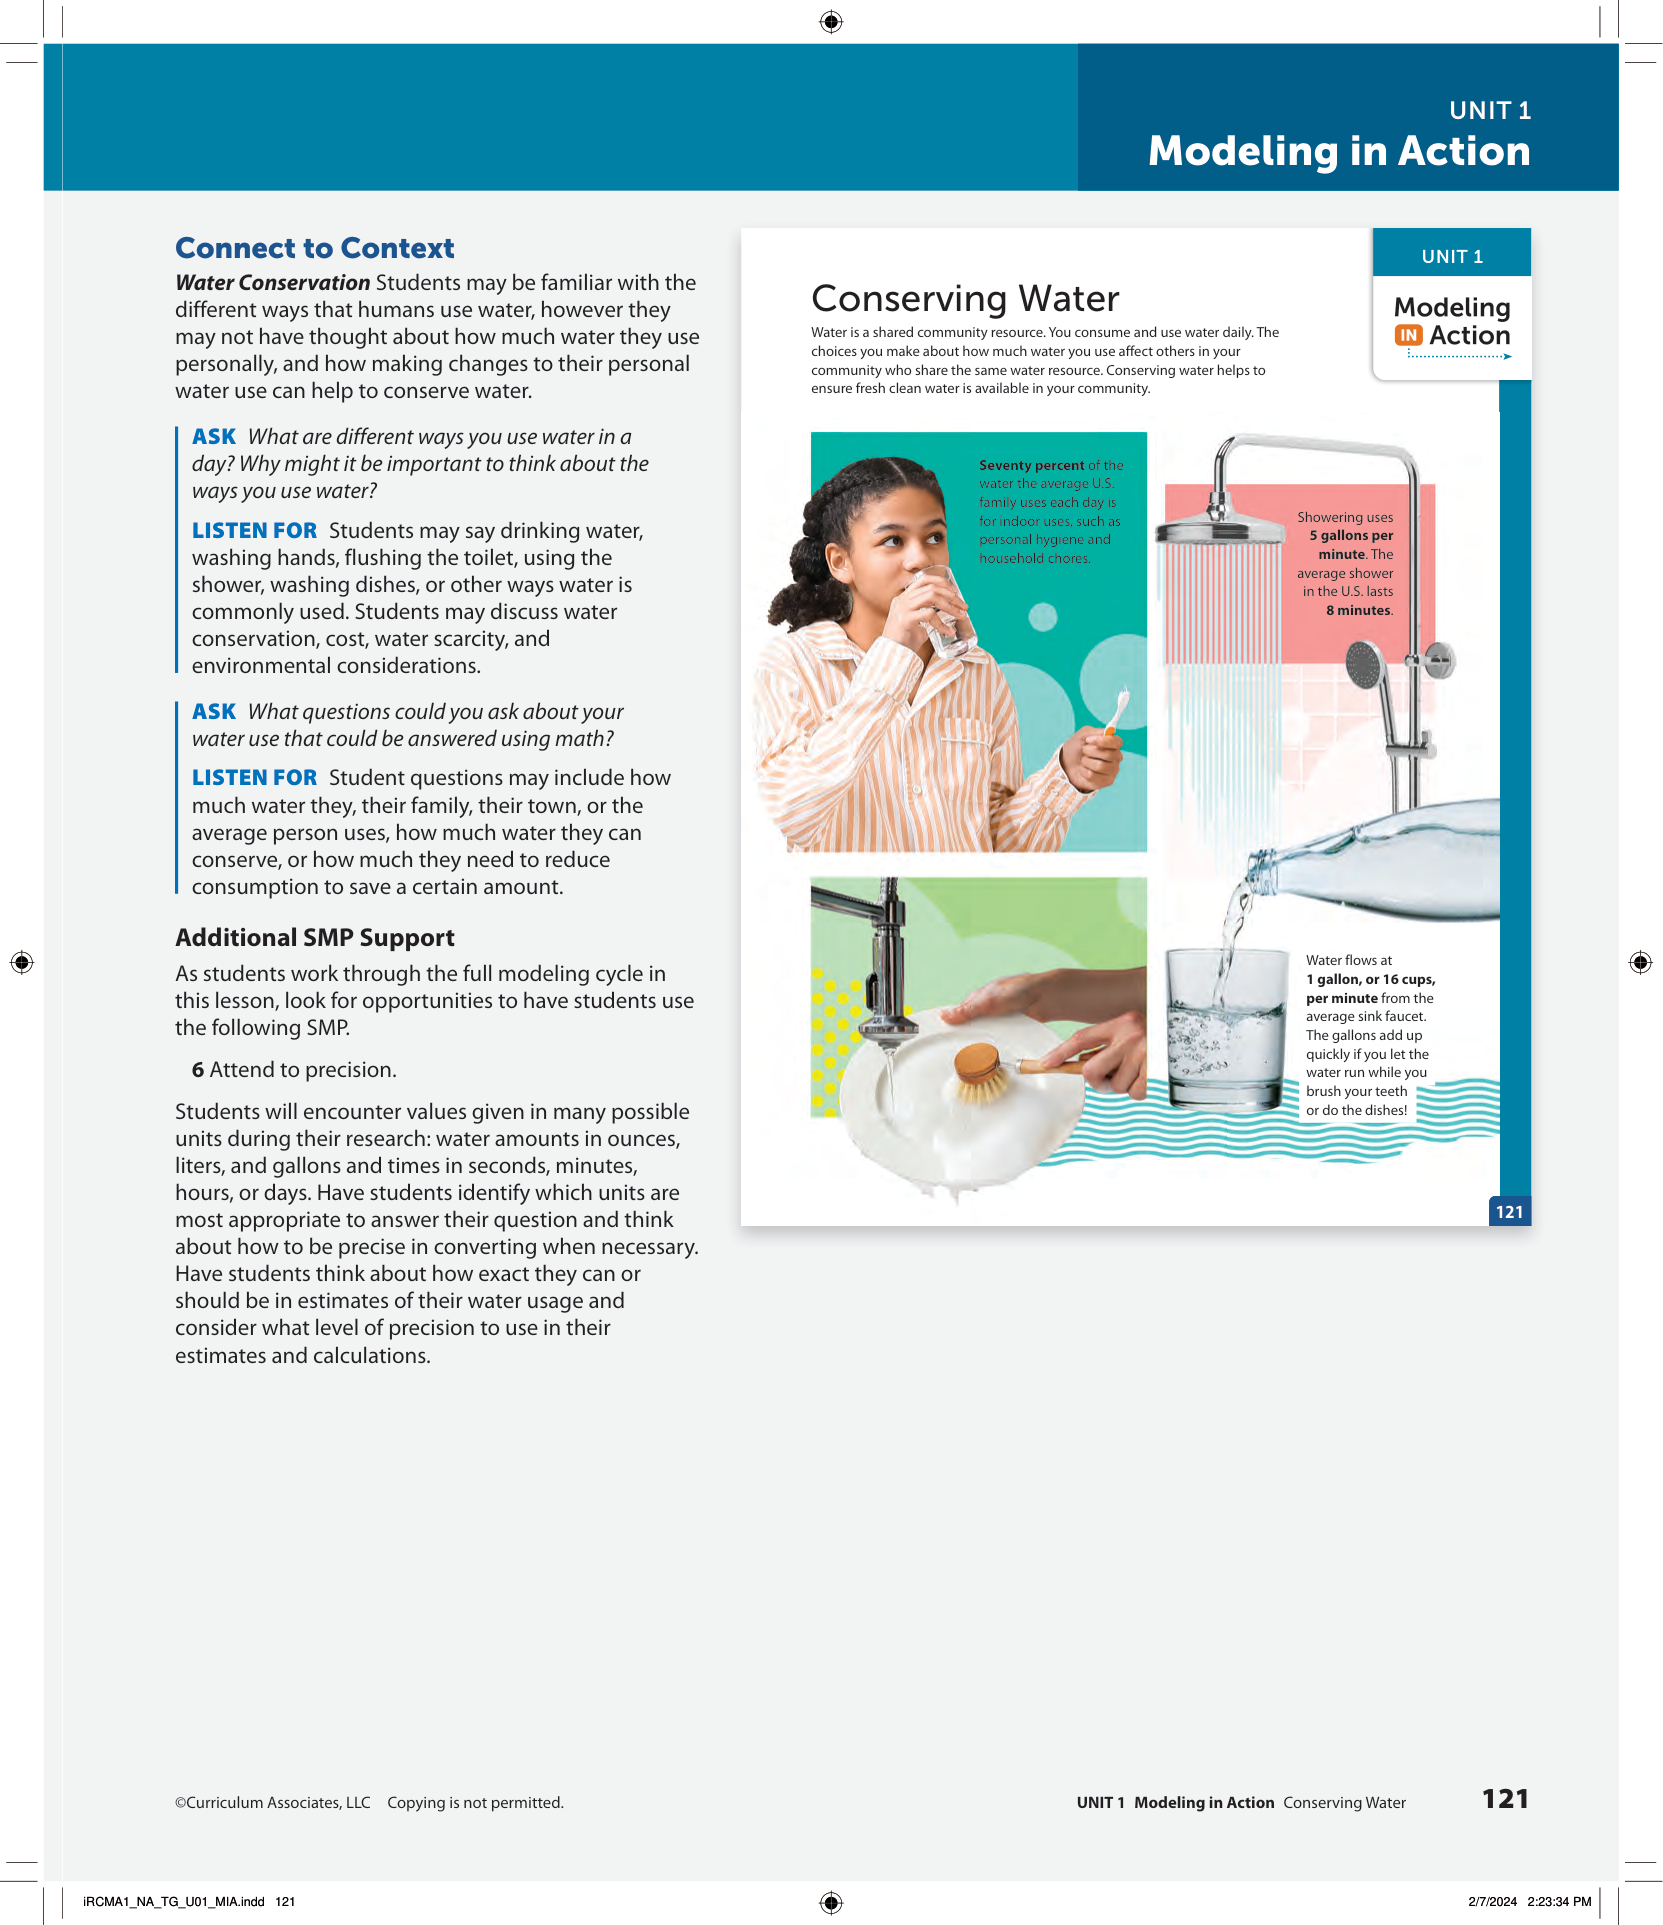 UNIT 1
Modeling in Action
Connect to Context
Water Conservation Students may be familiar with the
different ways that humans use water, however they
may not have thought about how much water they use
personally, and how making changes to their personal
water use can help to conserve water.
ASK What are different ways you use water in a
day? Why might it be important to think about the
ways you use water?
LISTEN FOR Students may say drinking water,
washing hands, flushing the toilet, using the
shower, washing dishes, or other ways water is
commonly used. Students may discuss water
conservation, cost, water scarcity, and
environmental considerations.
ASK What questions could you ask about your
water use that could be answered using math?
LISTEN FOR Student questions may include how
much water they, their family, their town, or the
average person uses, how much water they can
conserve, or how much they need to reduce
consumption to save a certain amount.
Additional SMP Support
As students work through the full modeling cycle in
this lesson, look for opportunities to have students use
the following SMP.
6 Attend to precision.
Students will encounter values given in many possible
units during their research: water amounts in ounces,
liters, and gallons and times in seconds, minutes,
hours, or days. Have students identify which units are
most appropriate to answer their question and think
about how to be precise in converting when necessary.
Have students think about how exact they can or
should be in estimates of their water usage and
consider what level of precision to use in their
estimates and calculations.
UNIT 1
Modeling
IN Action
Conserving Water
Water is a shared community resource. You consume and use water daily. The
choices you make about how much water you use affect others in your
community who share the same water resource. Conserving water helps to
ensure fresh clean water is available in your community.
Seventy percent of the
water the average U.S.
family uses each day is
for indoor uses, such as
personal hygiene and
household chores.
Showering uses
5 gallons per
minute. The
average shower
in the U.S. lasts
8 minutes.
Water flows at
1 gallon, or 16 cups,
per minute from the
average sink faucet.
The gallons add up
quickly if you let the
water run while you
brush your teeth
or do the dishes!
121
©Curriculum Associates, LLC Copying is not permitted.
UNIT 1 Modeling in Action Conserving Water 121
iRCMA1_NA_TG_U01_MIA.indd 121
2/7/2024 2:23:34 PM